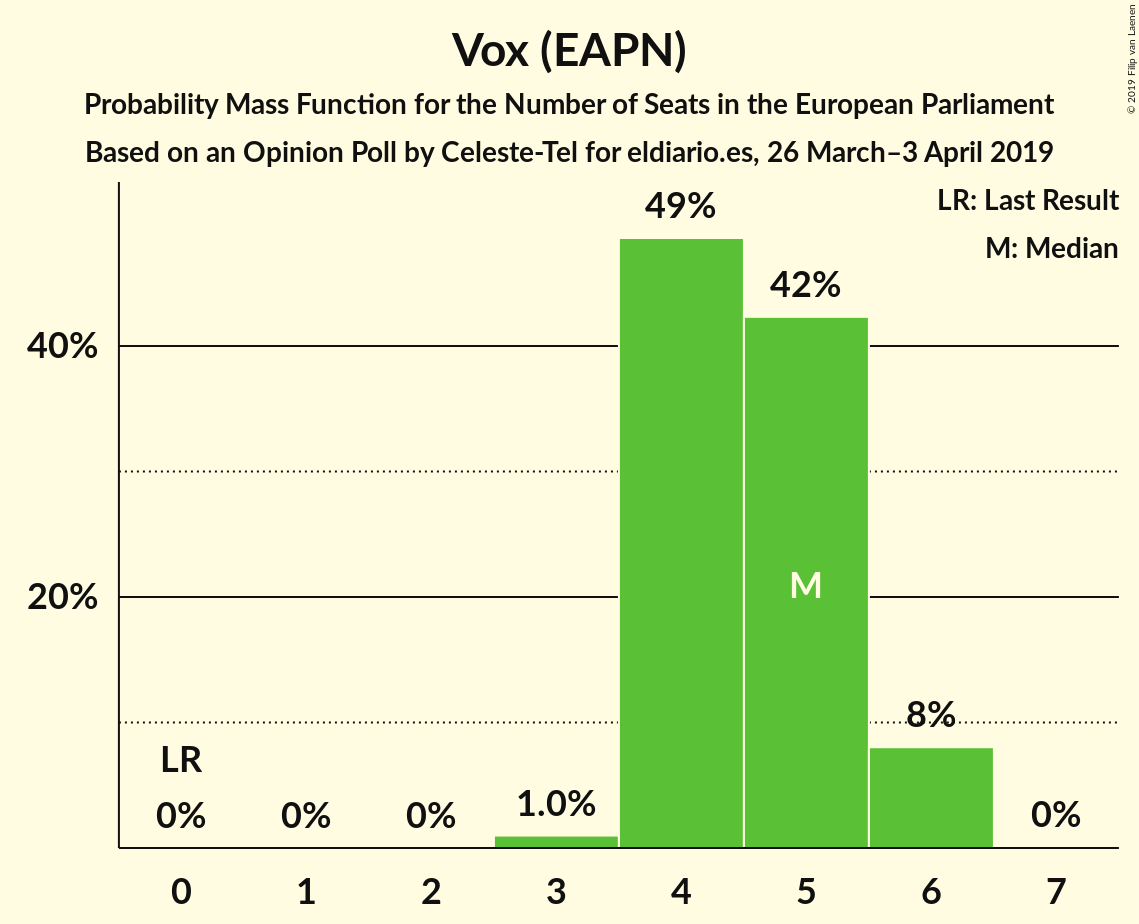 Vox (EAPN)
Probability Mass Function for the Number of Seats in the European Parliament
Based on an Opinion Poll by Celeste-Tel for eldiario.es, 26 March–3 April 2019
© 2019 Filip van Laenen
LR: Last Result
M: Median
49%
42%
40%
20%
M
8%
LR
1.0%
0% 0% 0% 0%
0 1 2 3 4 5 6 7